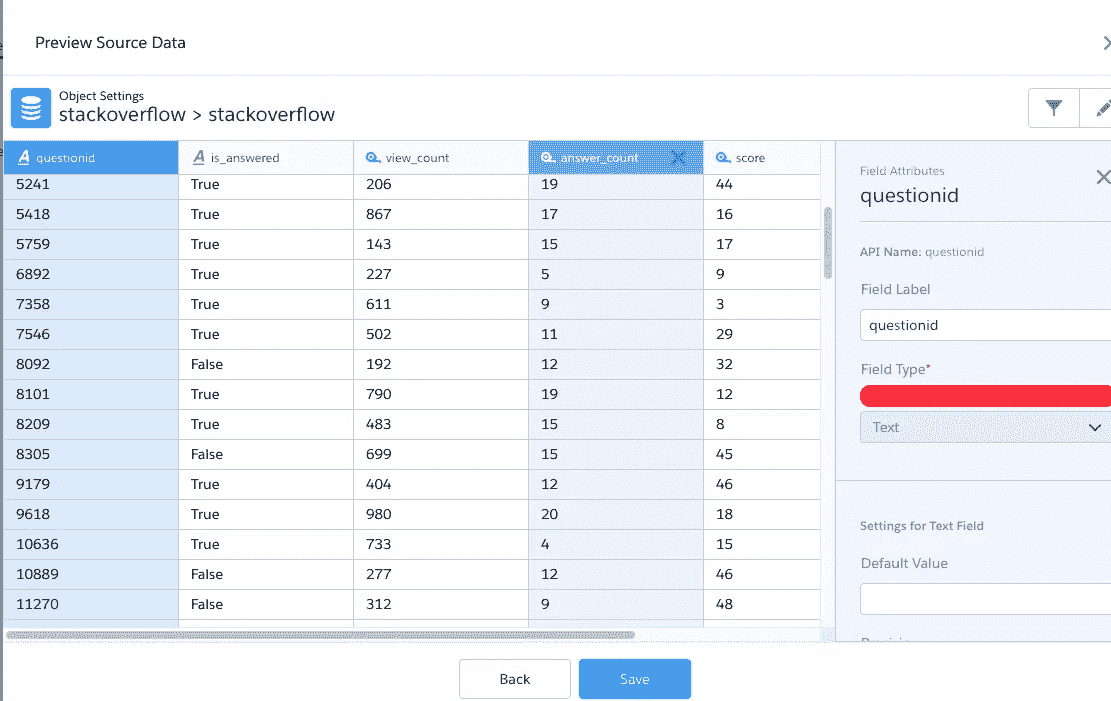 Preview Source Data
Object Settings
stackoverflow > stackoverflow
A questionid A is_answered view_count answer_count score
5241 True 206 19 44
5418 True 867 17 16
5759 True 143 15 17
6892 True 227 5 9
7358 True 611 9 3
7546 True 502 11 29
8092 False 192 12 32
8101 True 790 19 12
8209 True 483 15 8
8305 False 699 15 45
9179 True 404 12 46
9618 True 980 20 18
10636 True 733 4 15
10889 False 277 12 46
11270 False 312 9 48
Field Attributes
questionid
API Name: questionid
Field Label
questionid
Field Type*
Text
Settings for Text Field
Default Value
Back Save